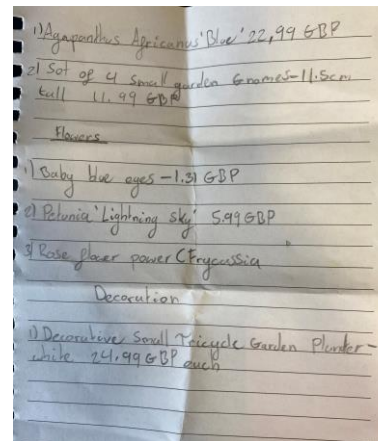 1) Agapanthus Africanus 'Blue' 22,99 GBP
2) Set of 4 small garden Gnomes-11.5cm
tall 11.99 GBP
Flowers
1) Baby blue eyes - 1.31 GBP
2) Petunia 'Lightning sky' 5.99 GBP
3) Rose flower power (
Decoration
1) Decorative Small Tricycle Garden Planter -
white 24.99 GBP each